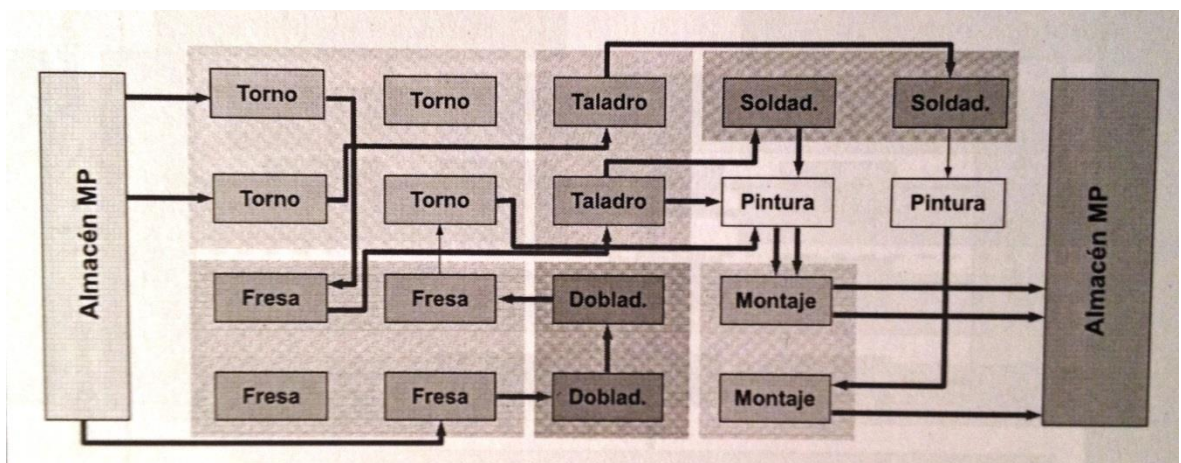 Almacén MP
Torno
Torno
Taladro
Soldad.
Soldad.
Torno
Torno
Taladro
Pintura
Pintura
Fresa
Fresa
Doblad.
Montaje
Fresa
Fresa
Doblad.
Montaje
Almacén MP